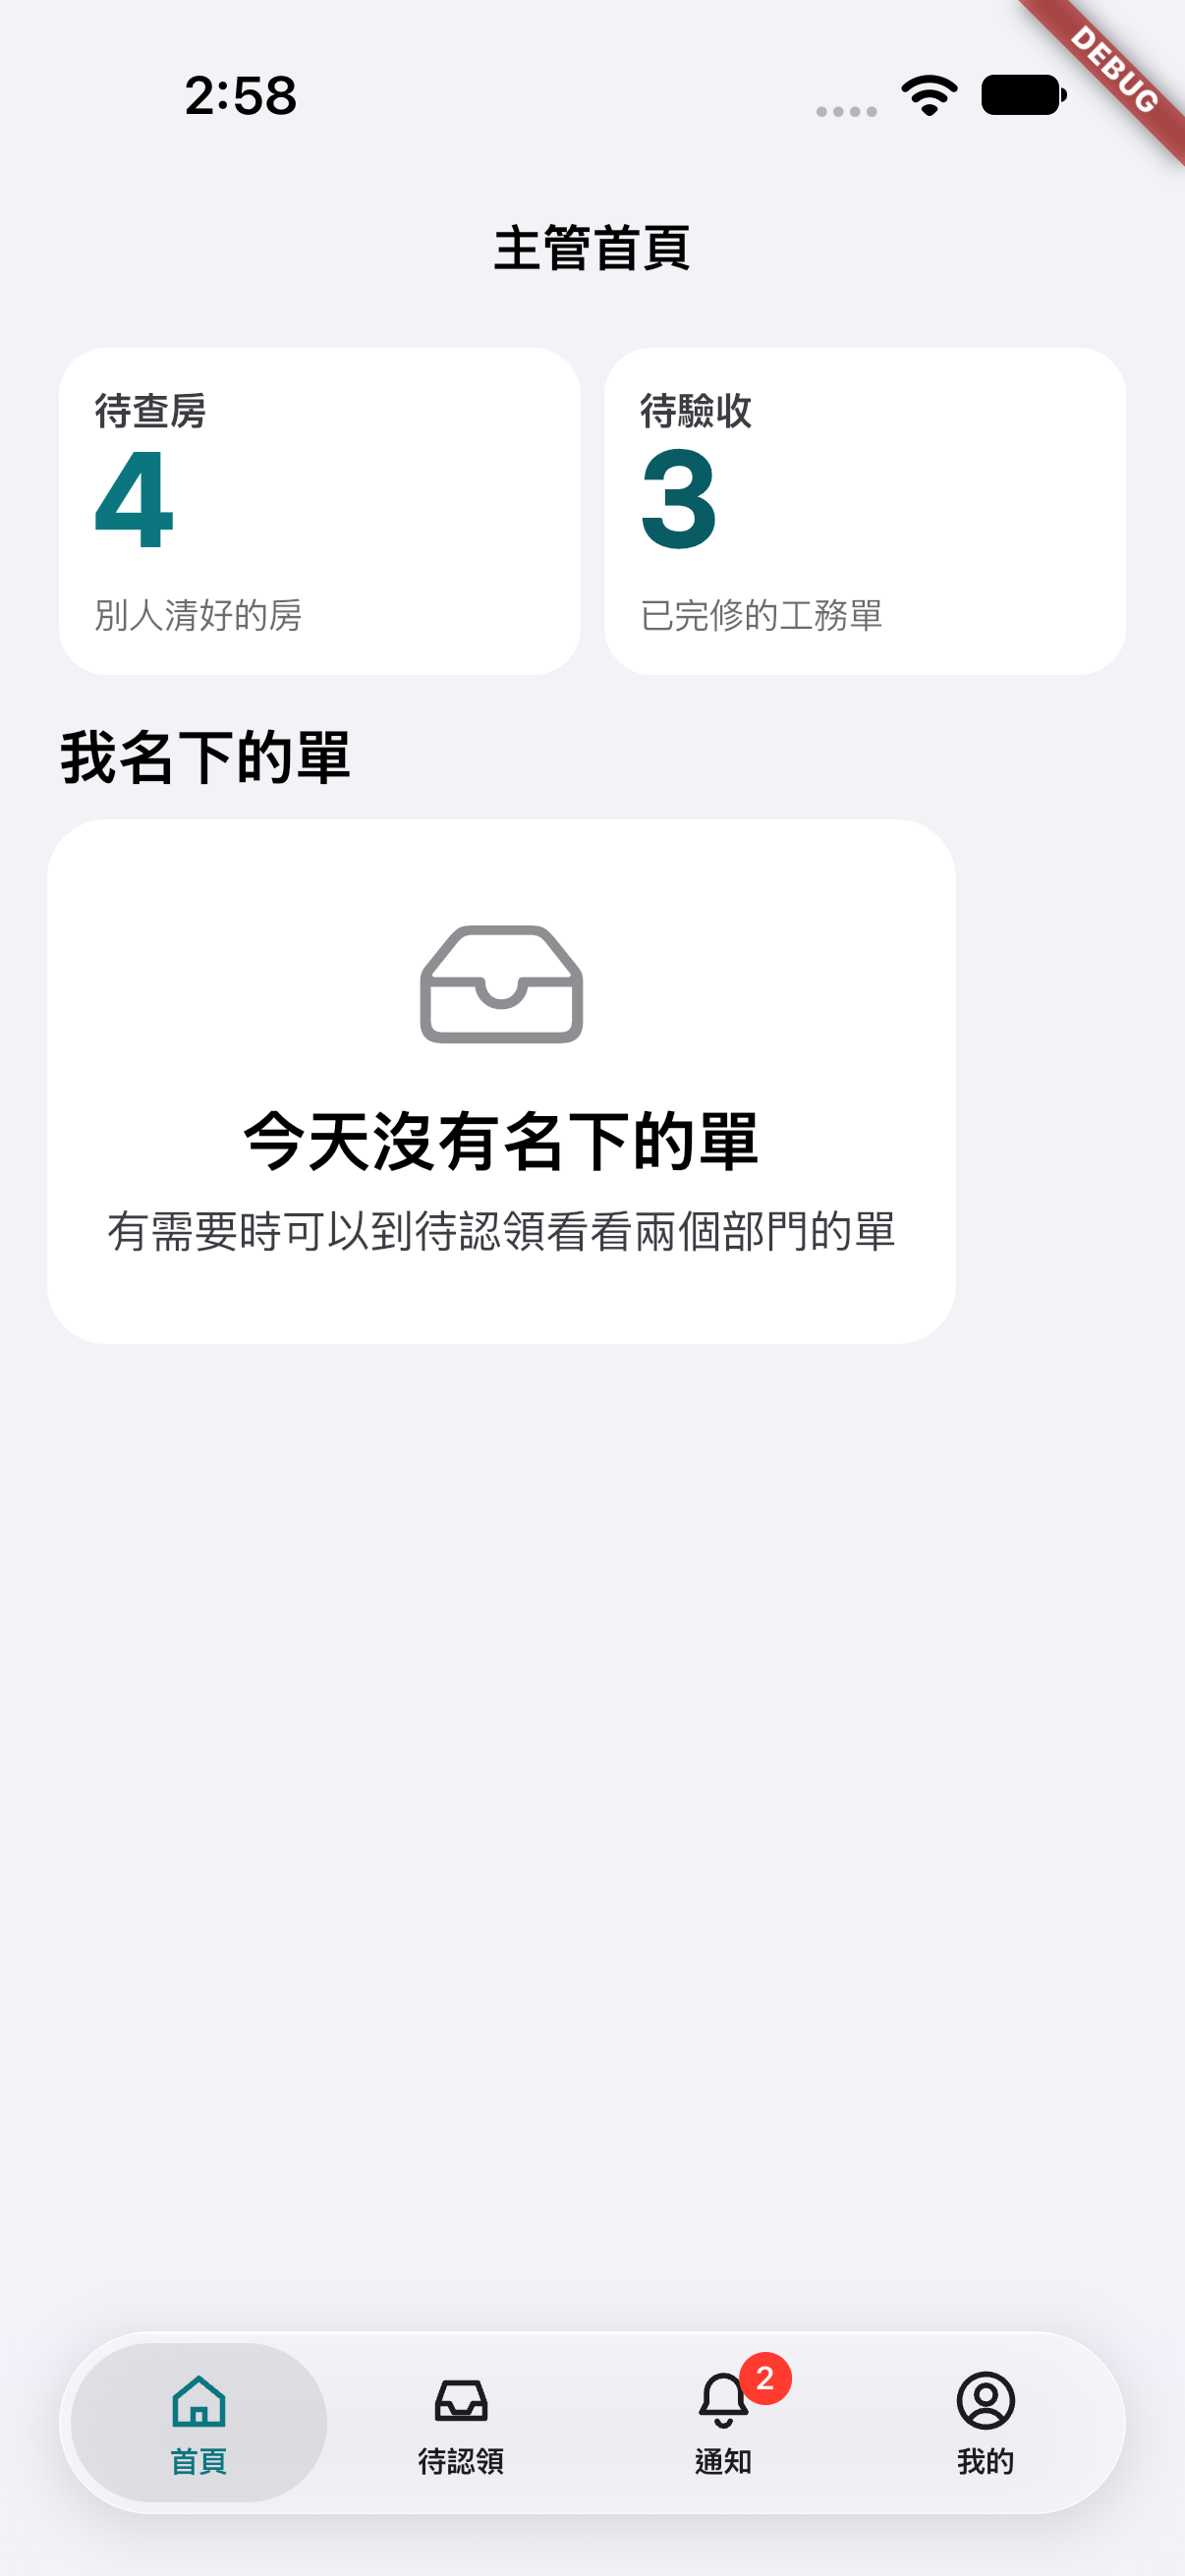 2:58
DEBUG
主管首頁
待查房
4
別人清好的房
待驗收
3
已完修的工務單
我名下的單
今天沒有名下的單
有需要時可以到待認領看看兩個部門的單
首頁
待認領
2
通知
我的